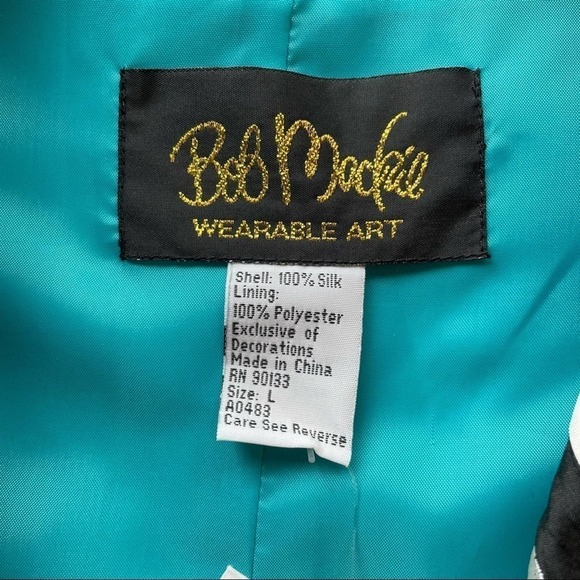 Bob Mackie
WEARABLE ART
Shell: 100% Silk
Lining:
100% Polyester
Exclusive of
Decorations
Made in China
RN 90133
Size: L
A0483
Care See Reverse